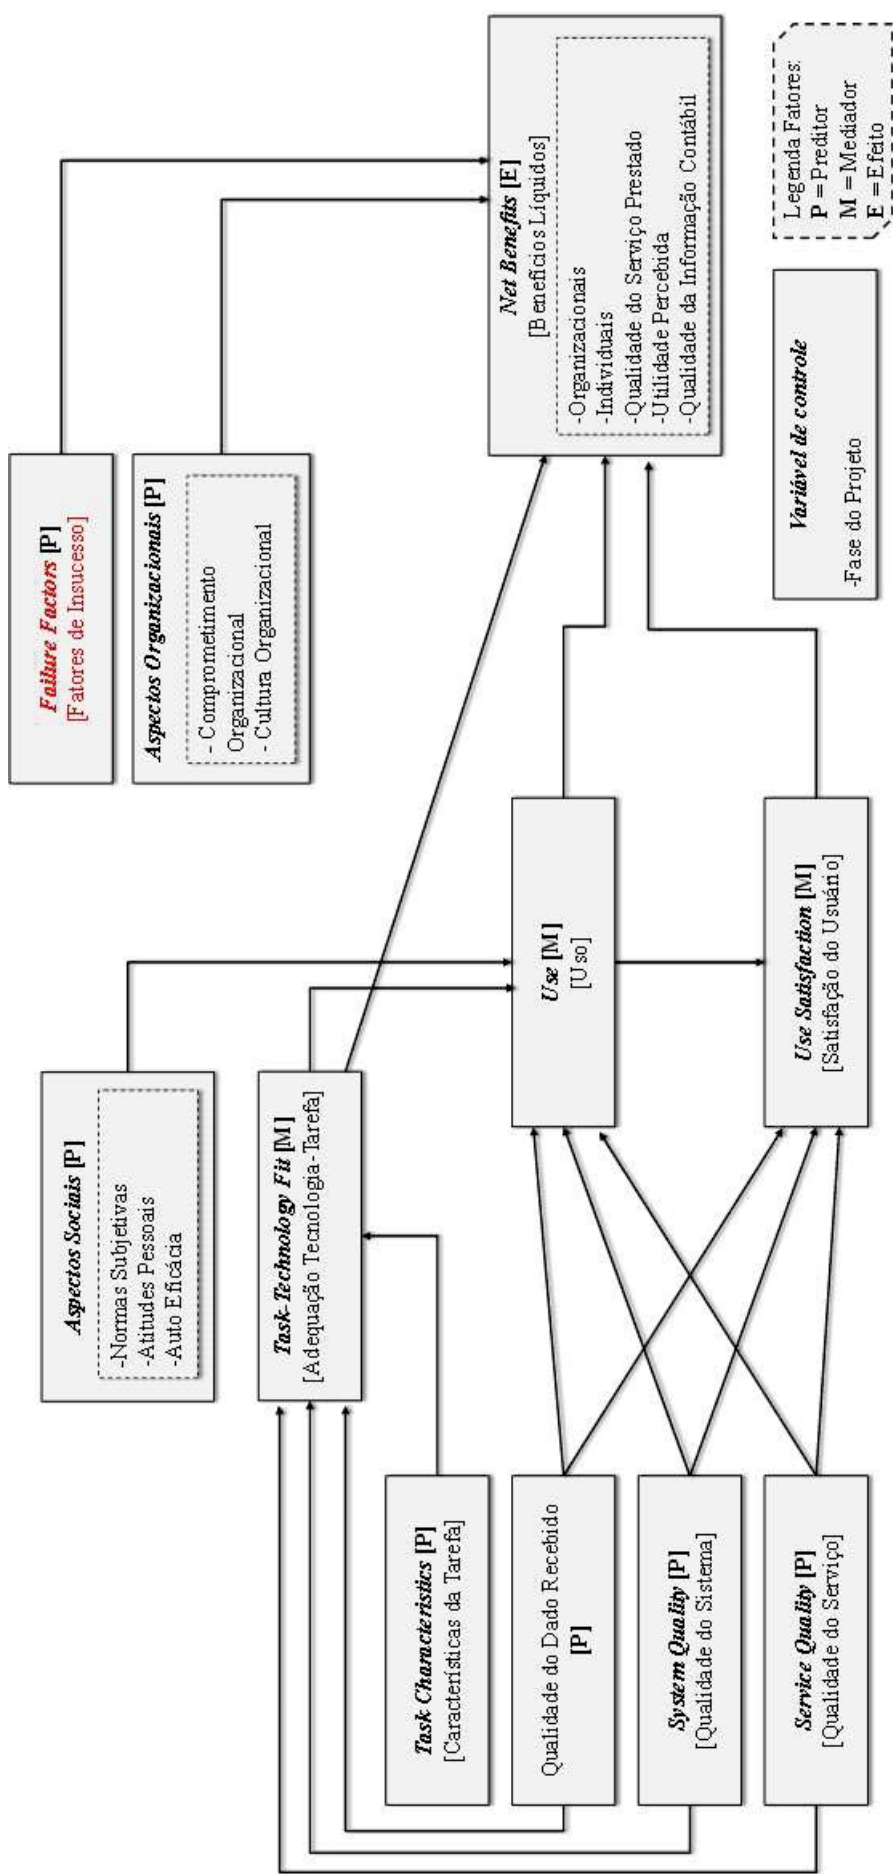 Failure Factors [P]
[Fatores de Insucesso]
Aspectos Organizacionais [P]
- Comprometimento
Organizacional
- Cultura Organizacional
Aspectos Sociais [P]
-Normas Subjetivas
-Atitudes Pessoais
-Auto Eficácia
Task-Technology Fit [M]
[Adequação Tecnologia-Tarefa]
Task Characteristics [P]
[Características da Tarefa]
Qualidade do Dado Recebido
[P]
System Quality [P]
[Qualidade do Sistema]
Service Quality [P]
[Qualidade do Serviço]
Use [M]
[Uso]
Use Satisfaction [M]
[Satisfação do Usuário]
Net Benefits [E]
[Benefícios Líquidos]
-Organizacionais
-Individuais
-Qualidade do Serviço Prestado
-Utilidade Percebida
-Qualidade da Informação Contábil
Variável de controle
-Fase do Projeto
Legenda Fatores:
P = Preditor
M = Mediador
E = Efeito